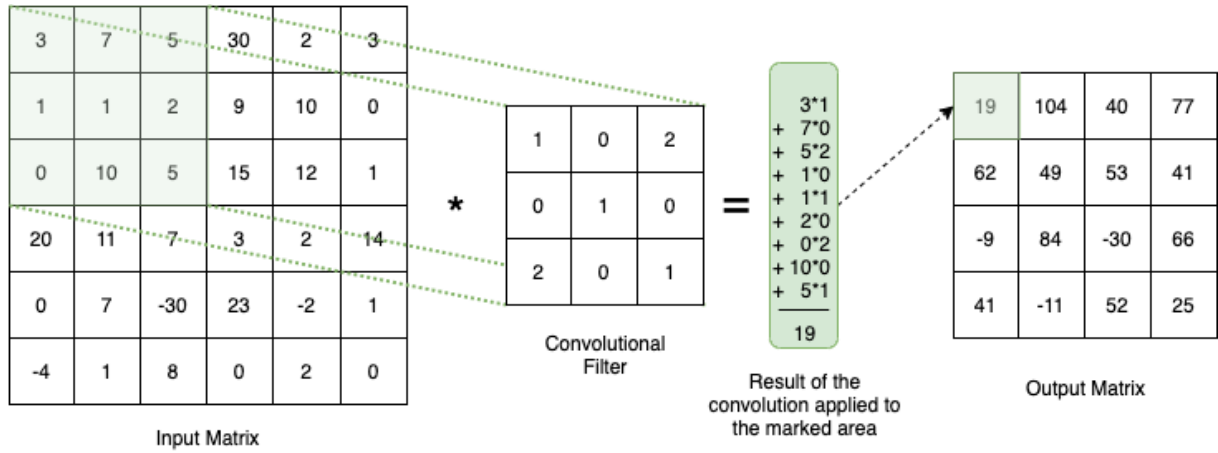 3 7 5 30 2 3
1 1 2 9 10 0
0 10 5 15 12 1
20 11 7 3 2 14
0 7 -30 23 -2 1
-4 1 8 0 2 0
Input Matrix
*
1 0 2
0 1 0
2 0 1
Convolutional
Filter
=
3*1
+ 7*0
+ 5*2
+ 1*0
+ 1*1
+ 2*0
+ 0*2
+ 10*0
+ 5*1
19
Result of the
convolution applied to
the marked area
19 104 40 77
62 49 53 41
-9 84 -30 66
41 -11 52 25
Output Matrix